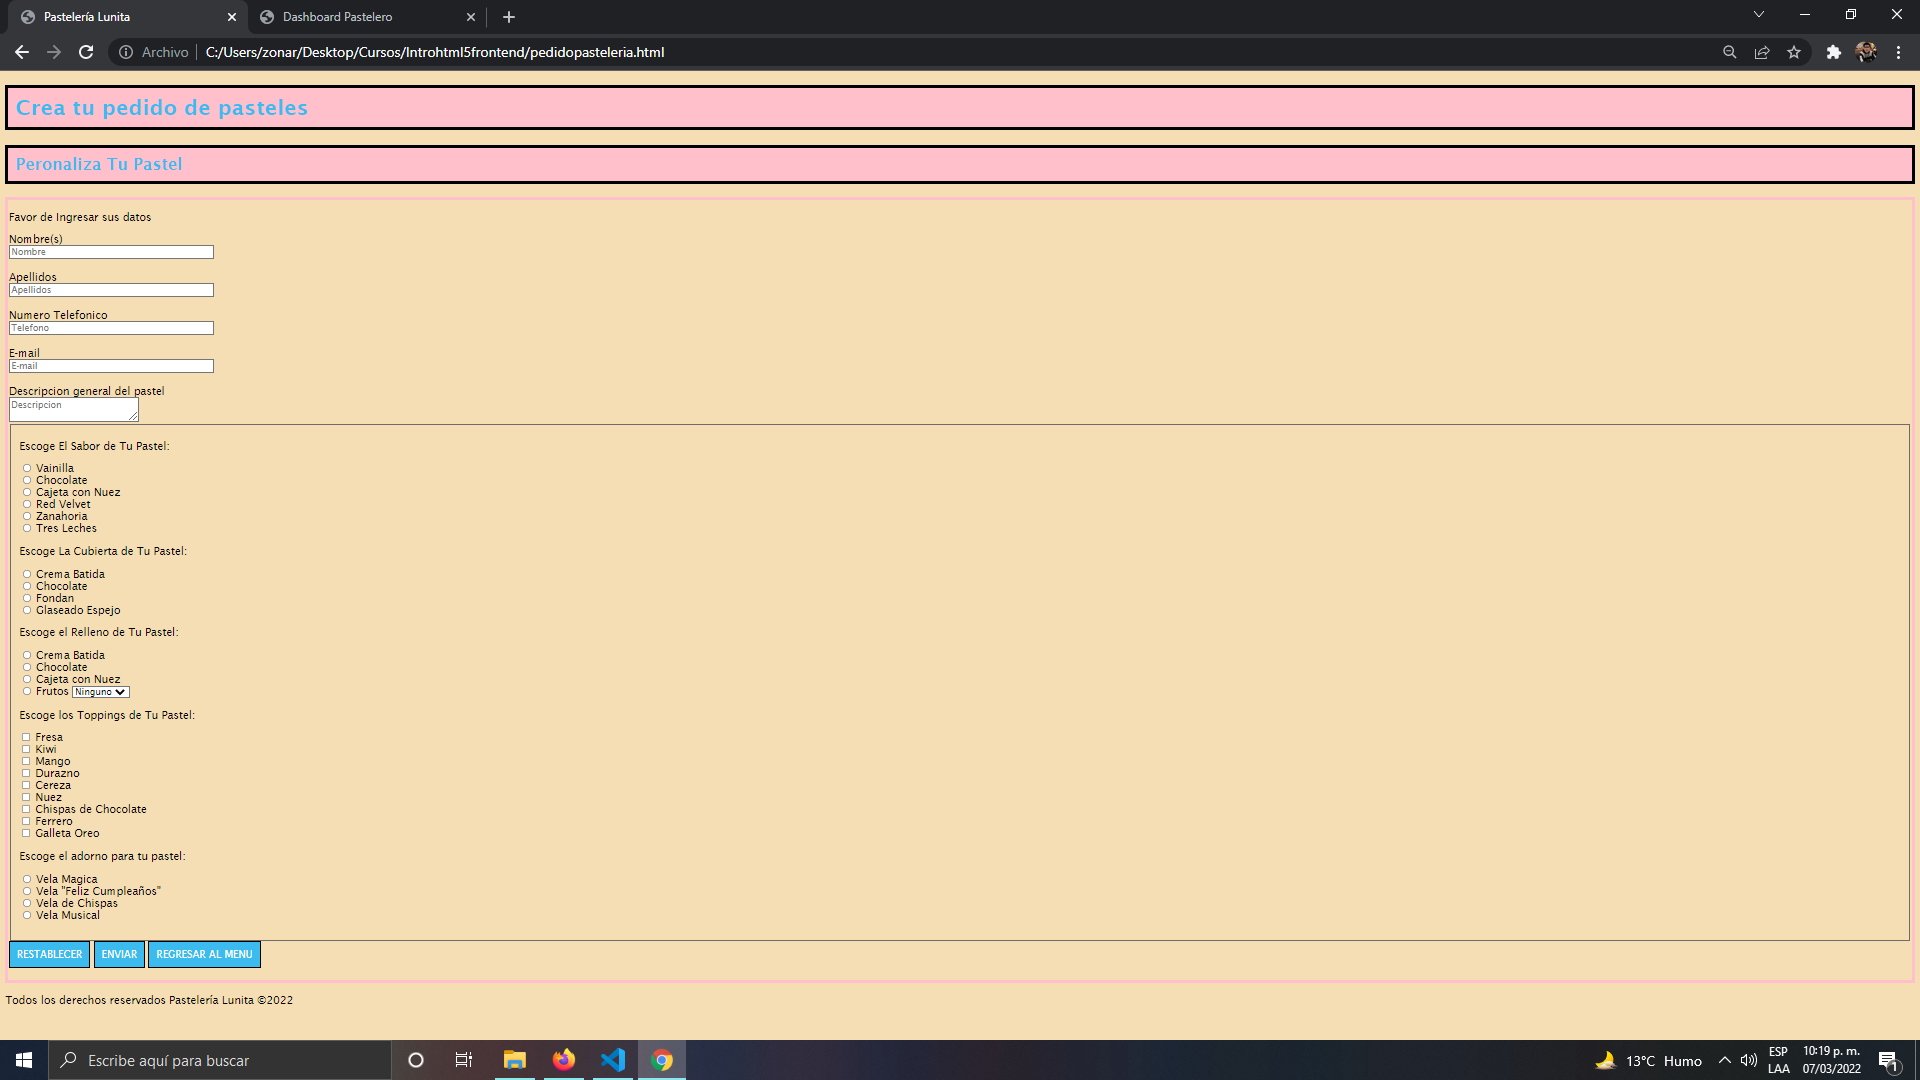 Pastelería Lunita
Dashboard Pastelero
Archivo
C:/Users/zonar/Desktop/Cursos/Introhtml5frontend/pedidopasteleria.html
Crea tu pedido de pasteles
Peronaliza Tu Pastel
Favor de Ingresar sus datos
Nombre(s)
Nombre
Apellidos
Apellidos
Numero Telefonico
Telefono
E-mail
E-mail
Descripcion general del pastel
Descripcion
Escoge El Sabor de Tu Pastel:
Vainilla
Chocolate
Cajeta con Nuez
Red Velvet
Zanahoria
Tres Leches
Escoge La Cubierta de Tu Pastel:
Crema Batida
Chocolate
Fondan
Glaseado Espejo
Escoge el Relleno de Tu Pastel:
Crema Batida
Chocolate
Cajeta con Nuez
Frutos Ninguno
Escoge los Toppings de Tu Pastel:
Fresa
Kiwi
Mango
Durazno
Cereza
Nuez
Chispas de Chocolate
Ferrero
Galleta Oreo
Escoge el adorno para tu pastel:
Vela Magica
Vela "Feliz Cumpleaños"
Vela de Chispas
Vela Musical
RESTABLECER ENVIAR REGRESAR AL MENU
Todos los derechos reservados Pastelería Lunita ©2022
Escribe aquí para buscar
13°C Humo
ESP
LAA
10:19 p. m.
07/03/2022
1